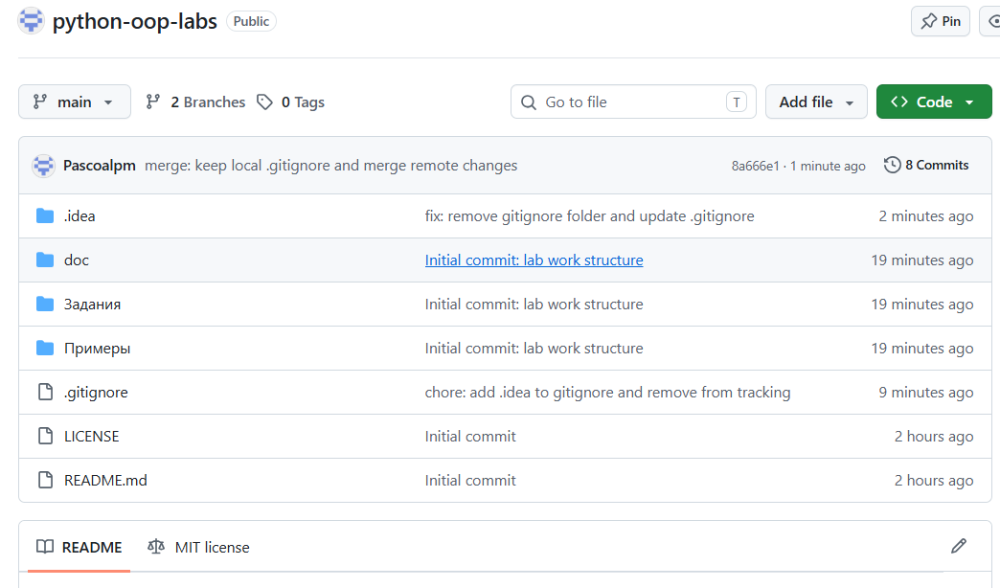 python-oop-labs Public Pin
main 2 Branches 0 Tags Go to file T Add file Code
Pascoalpm merge: keep local .gitignore and merge remote changes 8a666e1 · 1 minute ago 8 Commits
.idea fix: remove gitignore folder and update .gitignore 2 minutes ago
doc Initial commit: lab work structure 19 minutes ago
Задания Initial commit: lab work structure 19 minutes ago
Примеры Initial commit: lab work structure 19 minutes ago
.gitignore chore: add .idea to gitignore and remove from tracking 9 minutes ago
LICENSE Initial commit 2 hours ago
README.md Initial commit 2 hours ago
README MIT license